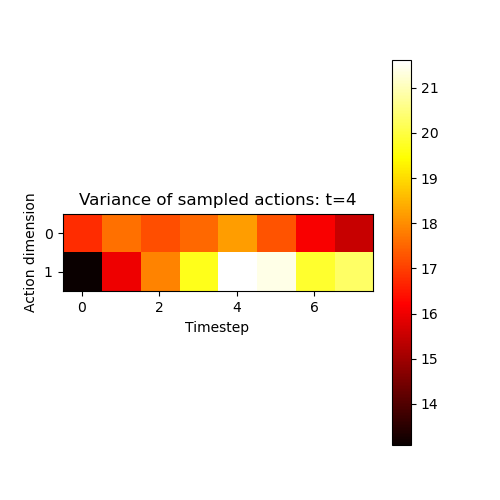 Variance of sampled actions: t=4
Action dimension
0
1
0 2 4 6
Timestep
21
20
19
18
17
16
15
14